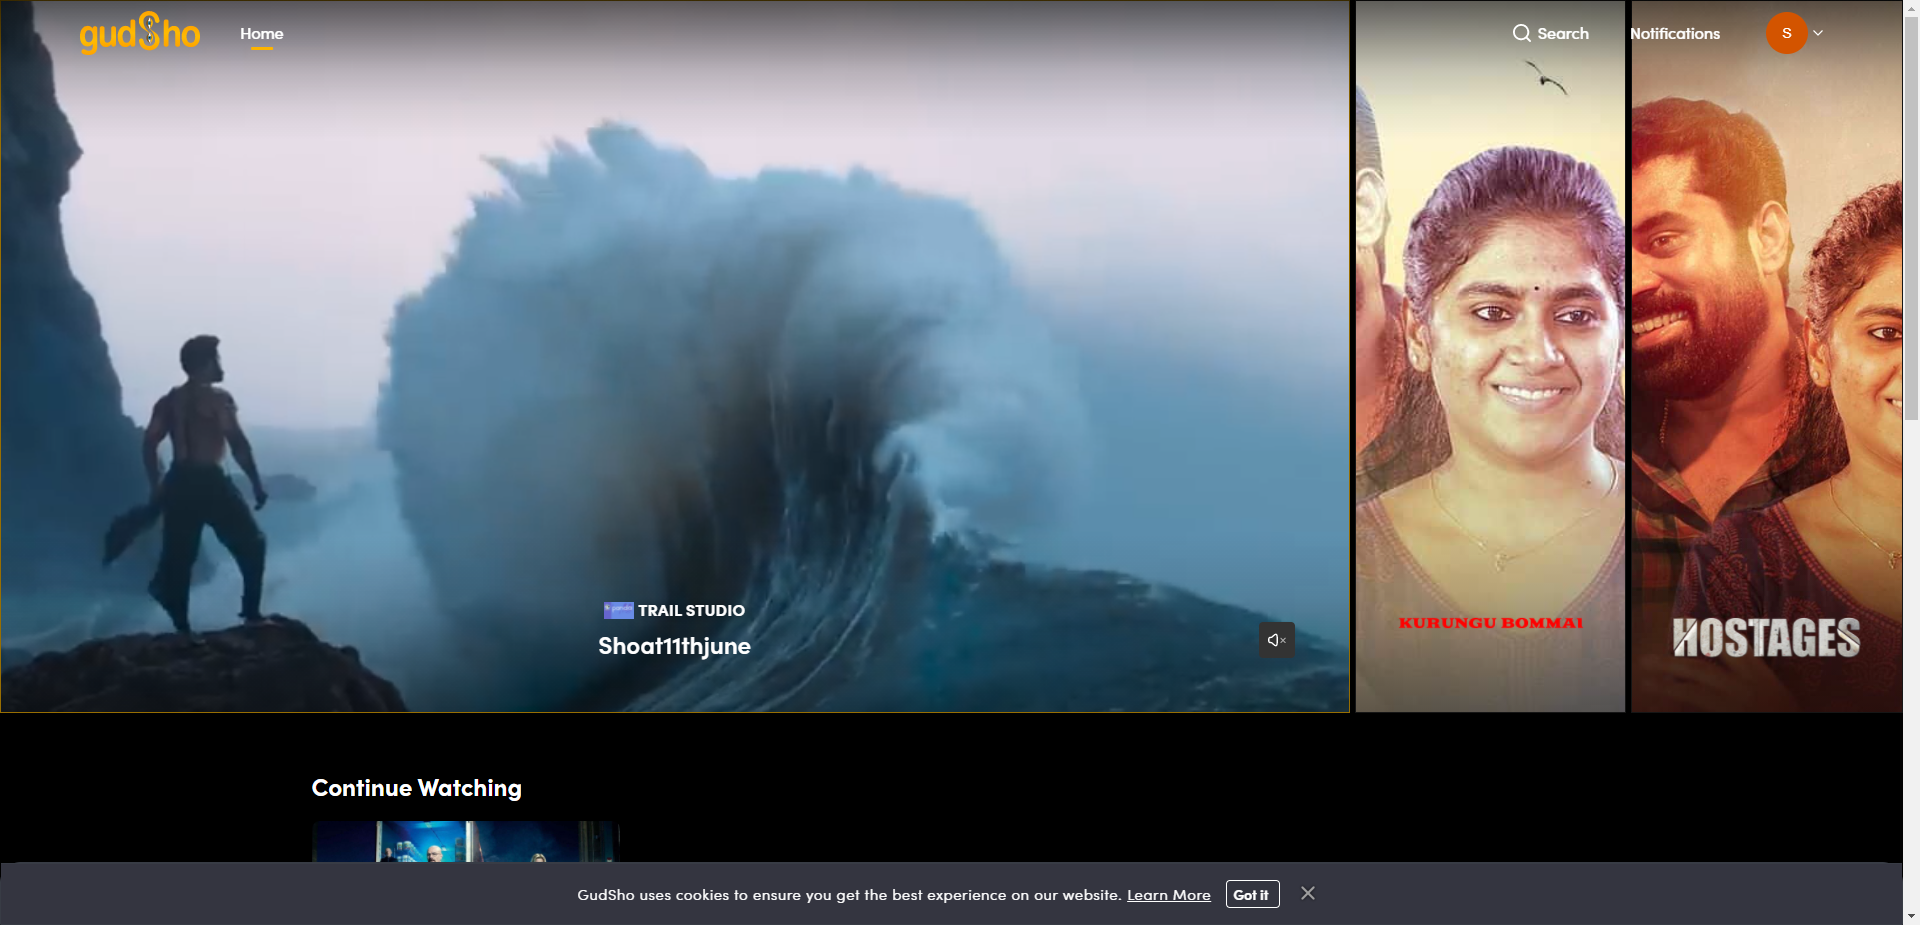 gudSho
Home
Search
Notifications
S
TRAIL STUDIO
Shoat11thjune
KURUNGU BOMMAI
HOSTAGES
Continue Watching
GudSho uses cookies to ensure you get the best experience on our website. Learn More
Got it